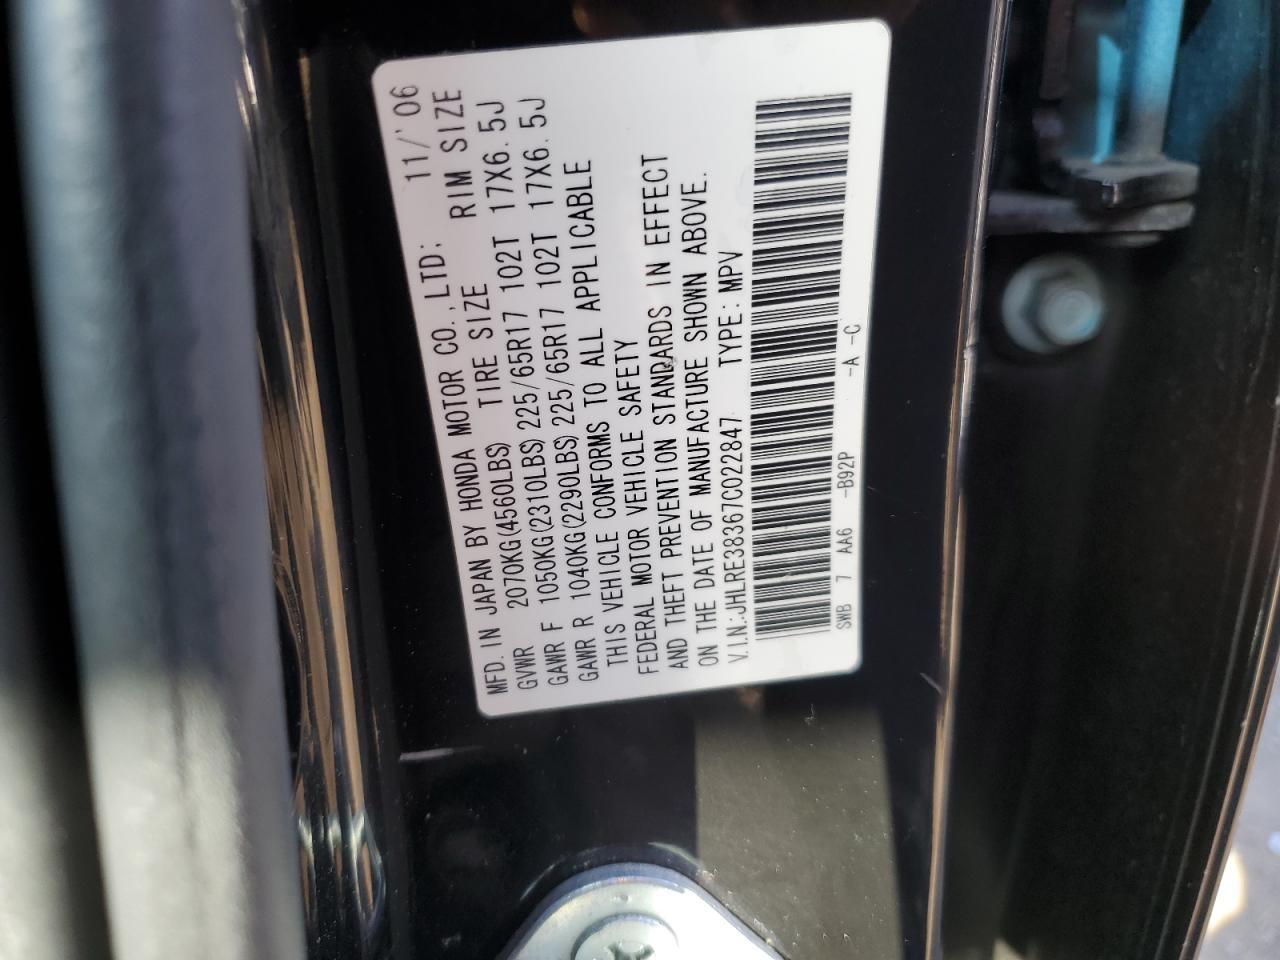 MFD. IN JAPAN BY HONDA MOTOR CO., LTD: 11/'06
GVWR 2070KG(4560LBS) TIRE SIZE RIM SIZE
GAWR F 1050KG(2310LBS) 225/65R17 102T 17X6.5J
GAWR R 1040KG(2290LBS) 225/65R17 102T 17X6.5J
THIS VEHICLE CONFORMS TO ALL APPLICABLE
FEDERAL MOTOR VEHICLE SAFETY
AND THEFT PREVENTION STANDARDS IN EFFECT
ON THE DATE OF MANUFACTURE SHOWN ABOVE.
V.I.N.:JHLRE38367C022847 TYPE: MPV
SWB 7 AA6 -B92P -A -C